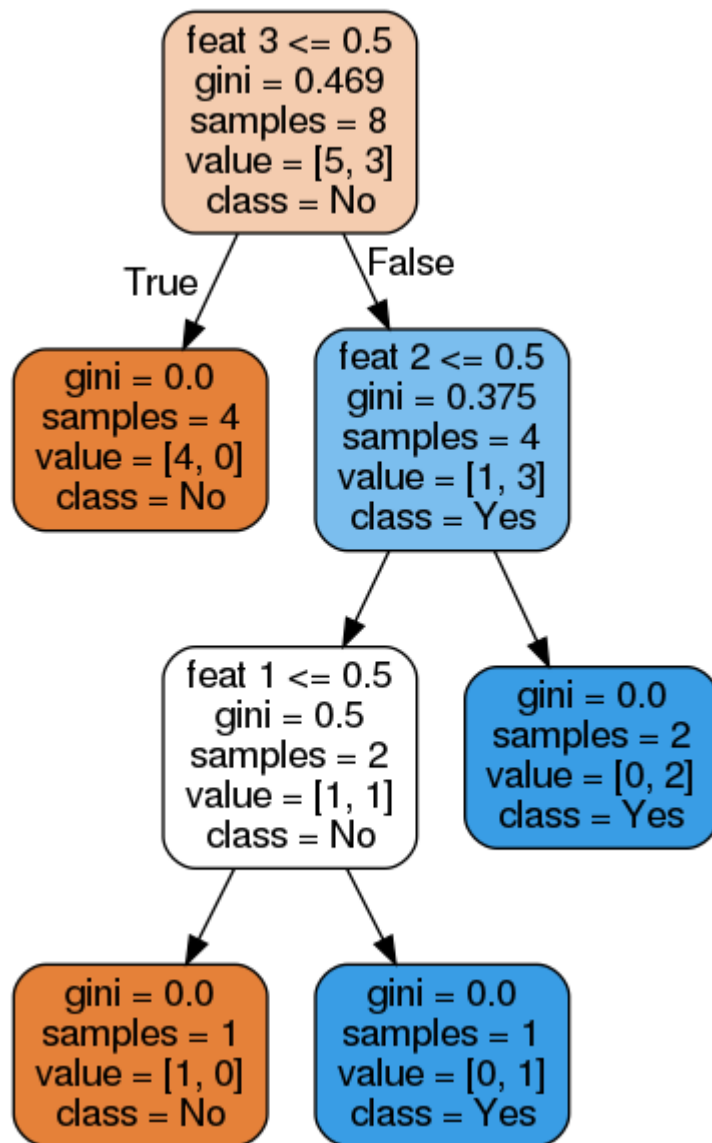 feat 3 <= 0.5
gini = 0.469
samples = 8
value = [5, 3]
class = No
True
False
gini = 0.0
samples = 4
value = [4, 0]
class = No
feat 2 <= 0.5
gini = 0.375
samples = 4
value = [1, 3]
class = Yes
feat 1 <= 0.5
gini = 0.5
samples = 2
value = [1, 1]
class = No
gini = 0.0
samples = 2
value = [0, 2]
class = Yes
gini = 0.0
samples = 1
value = [1, 0]
class = No
gini = 0.0
samples = 1
value = [0, 1]
class = Yes